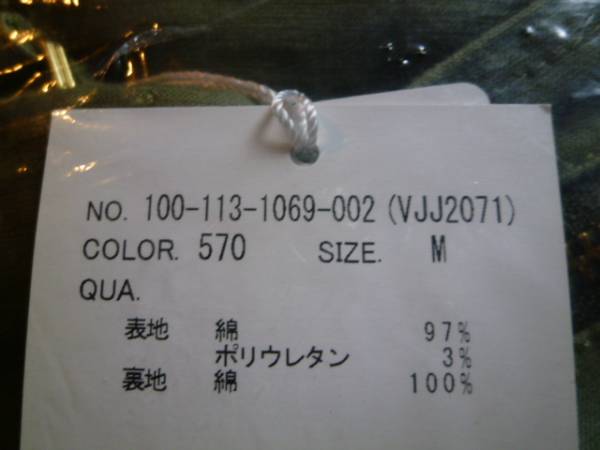 NO. 100-113-1069-002 (VJJ2071)
COLOR. 570 SIZE. M
QUA.
表地 綿 97%
ポリウレタン 3%
裏地 綿 100%